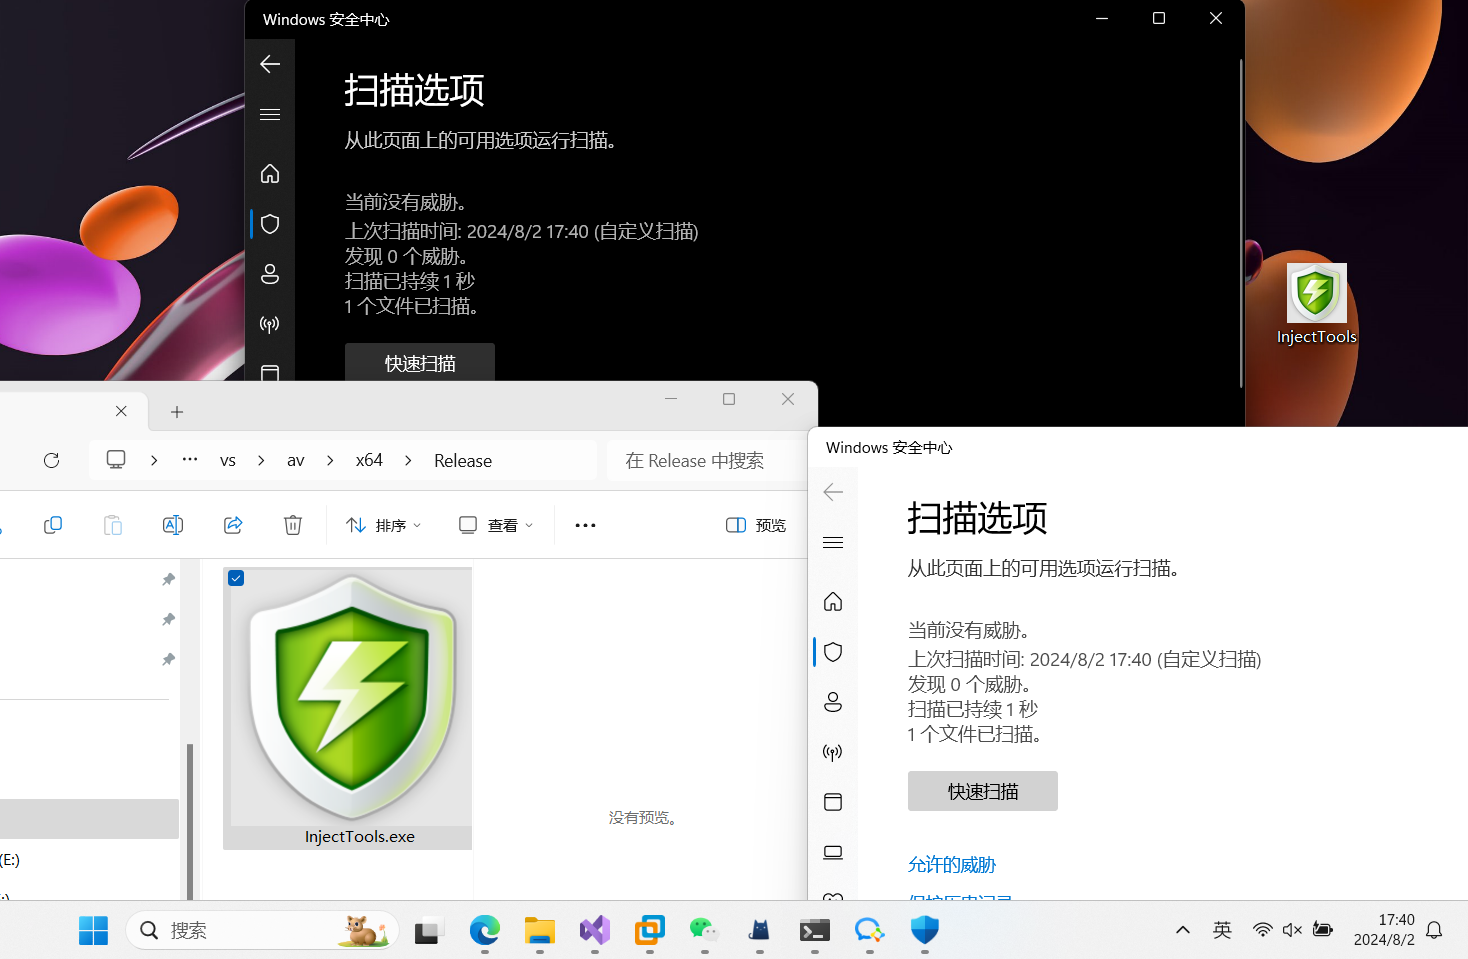 Windows 安全中心
扫描选项
从此页面上的可用选项运行扫描。
当前没有威胁。
上次扫描时间: 2024/8/2 17:40 (自定义扫描)
发现 0 个威胁。
扫描已持续 1 秒
1 个文件已扫描。
快速扫描
InjectTools
vs
av
x64
Release
在 Release 中搜索
排序
查看
预览
InjectTools.exe
没有预览。
(E:)
Windows 安全中心
扫描选项
从此页面上的可用选项运行扫描。
当前没有威胁。
上次扫描时间: 2024/8/2 17:40 (自定义扫描)
发现 0 个威胁。
扫描已持续 1 秒
1 个文件已扫描。
快速扫描
允许的威胁
保护历史记录
搜索
英
17:40
2024/8/2